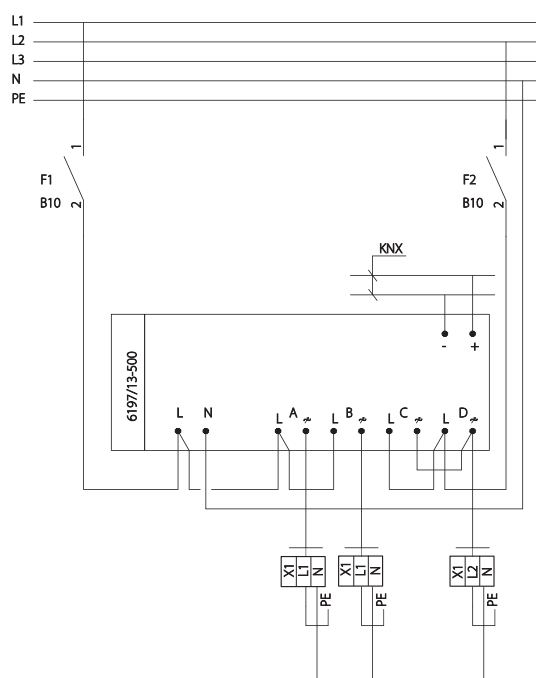 L1
L2
L3
N
PE
1
1
F1
F2
B10 2
B10 2
KNX
- +
6197/13-500
L N L A L B L C L D
X1 L1 N
X1 L1 N
X1 L2 N
PE
PE
PE